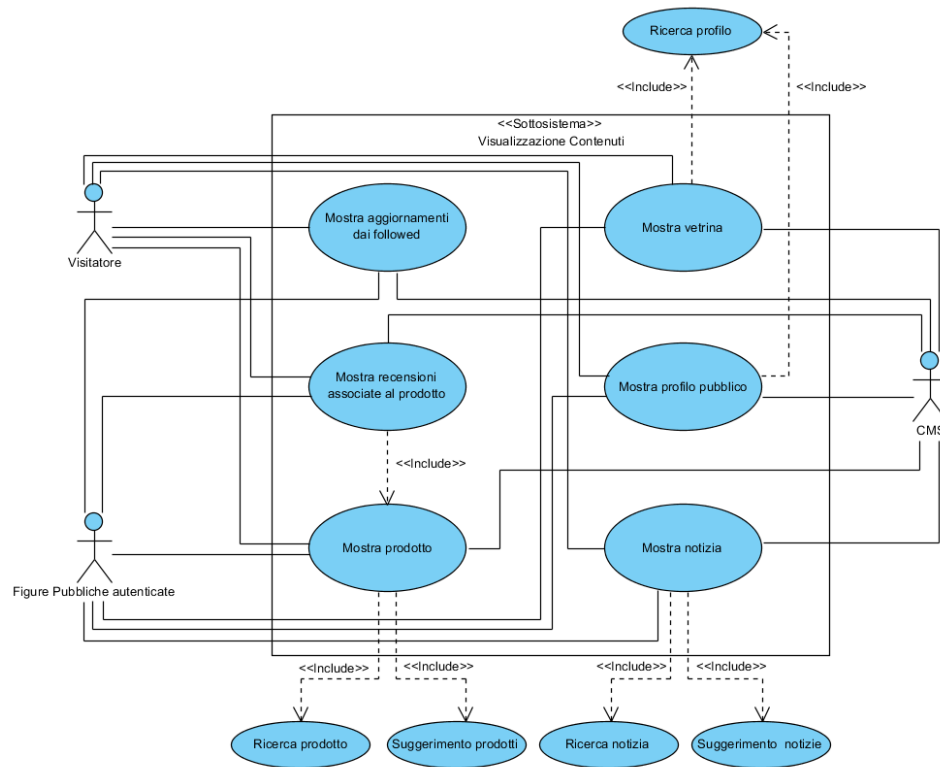 Ricerca profilo
<<Include>>
<<Include>>
<<Sottosistema>>
Visualizzazione Contenuti
Mostra aggiornamenti
dai followed
Mostra vetrina
Visitatore
Mostra recensioni
associate al prodotto
Mostra profilo pubblico
CMS
<<Include>>
Mostra prodotto
Mostra notizia
Figure Pubbliche autenticate
<<Include>>
<<Include>>
<<Include>>
<<Include>>
Ricerca prodotto
Suggerimento prodotti
Ricerca notizia
Suggerimento notizie